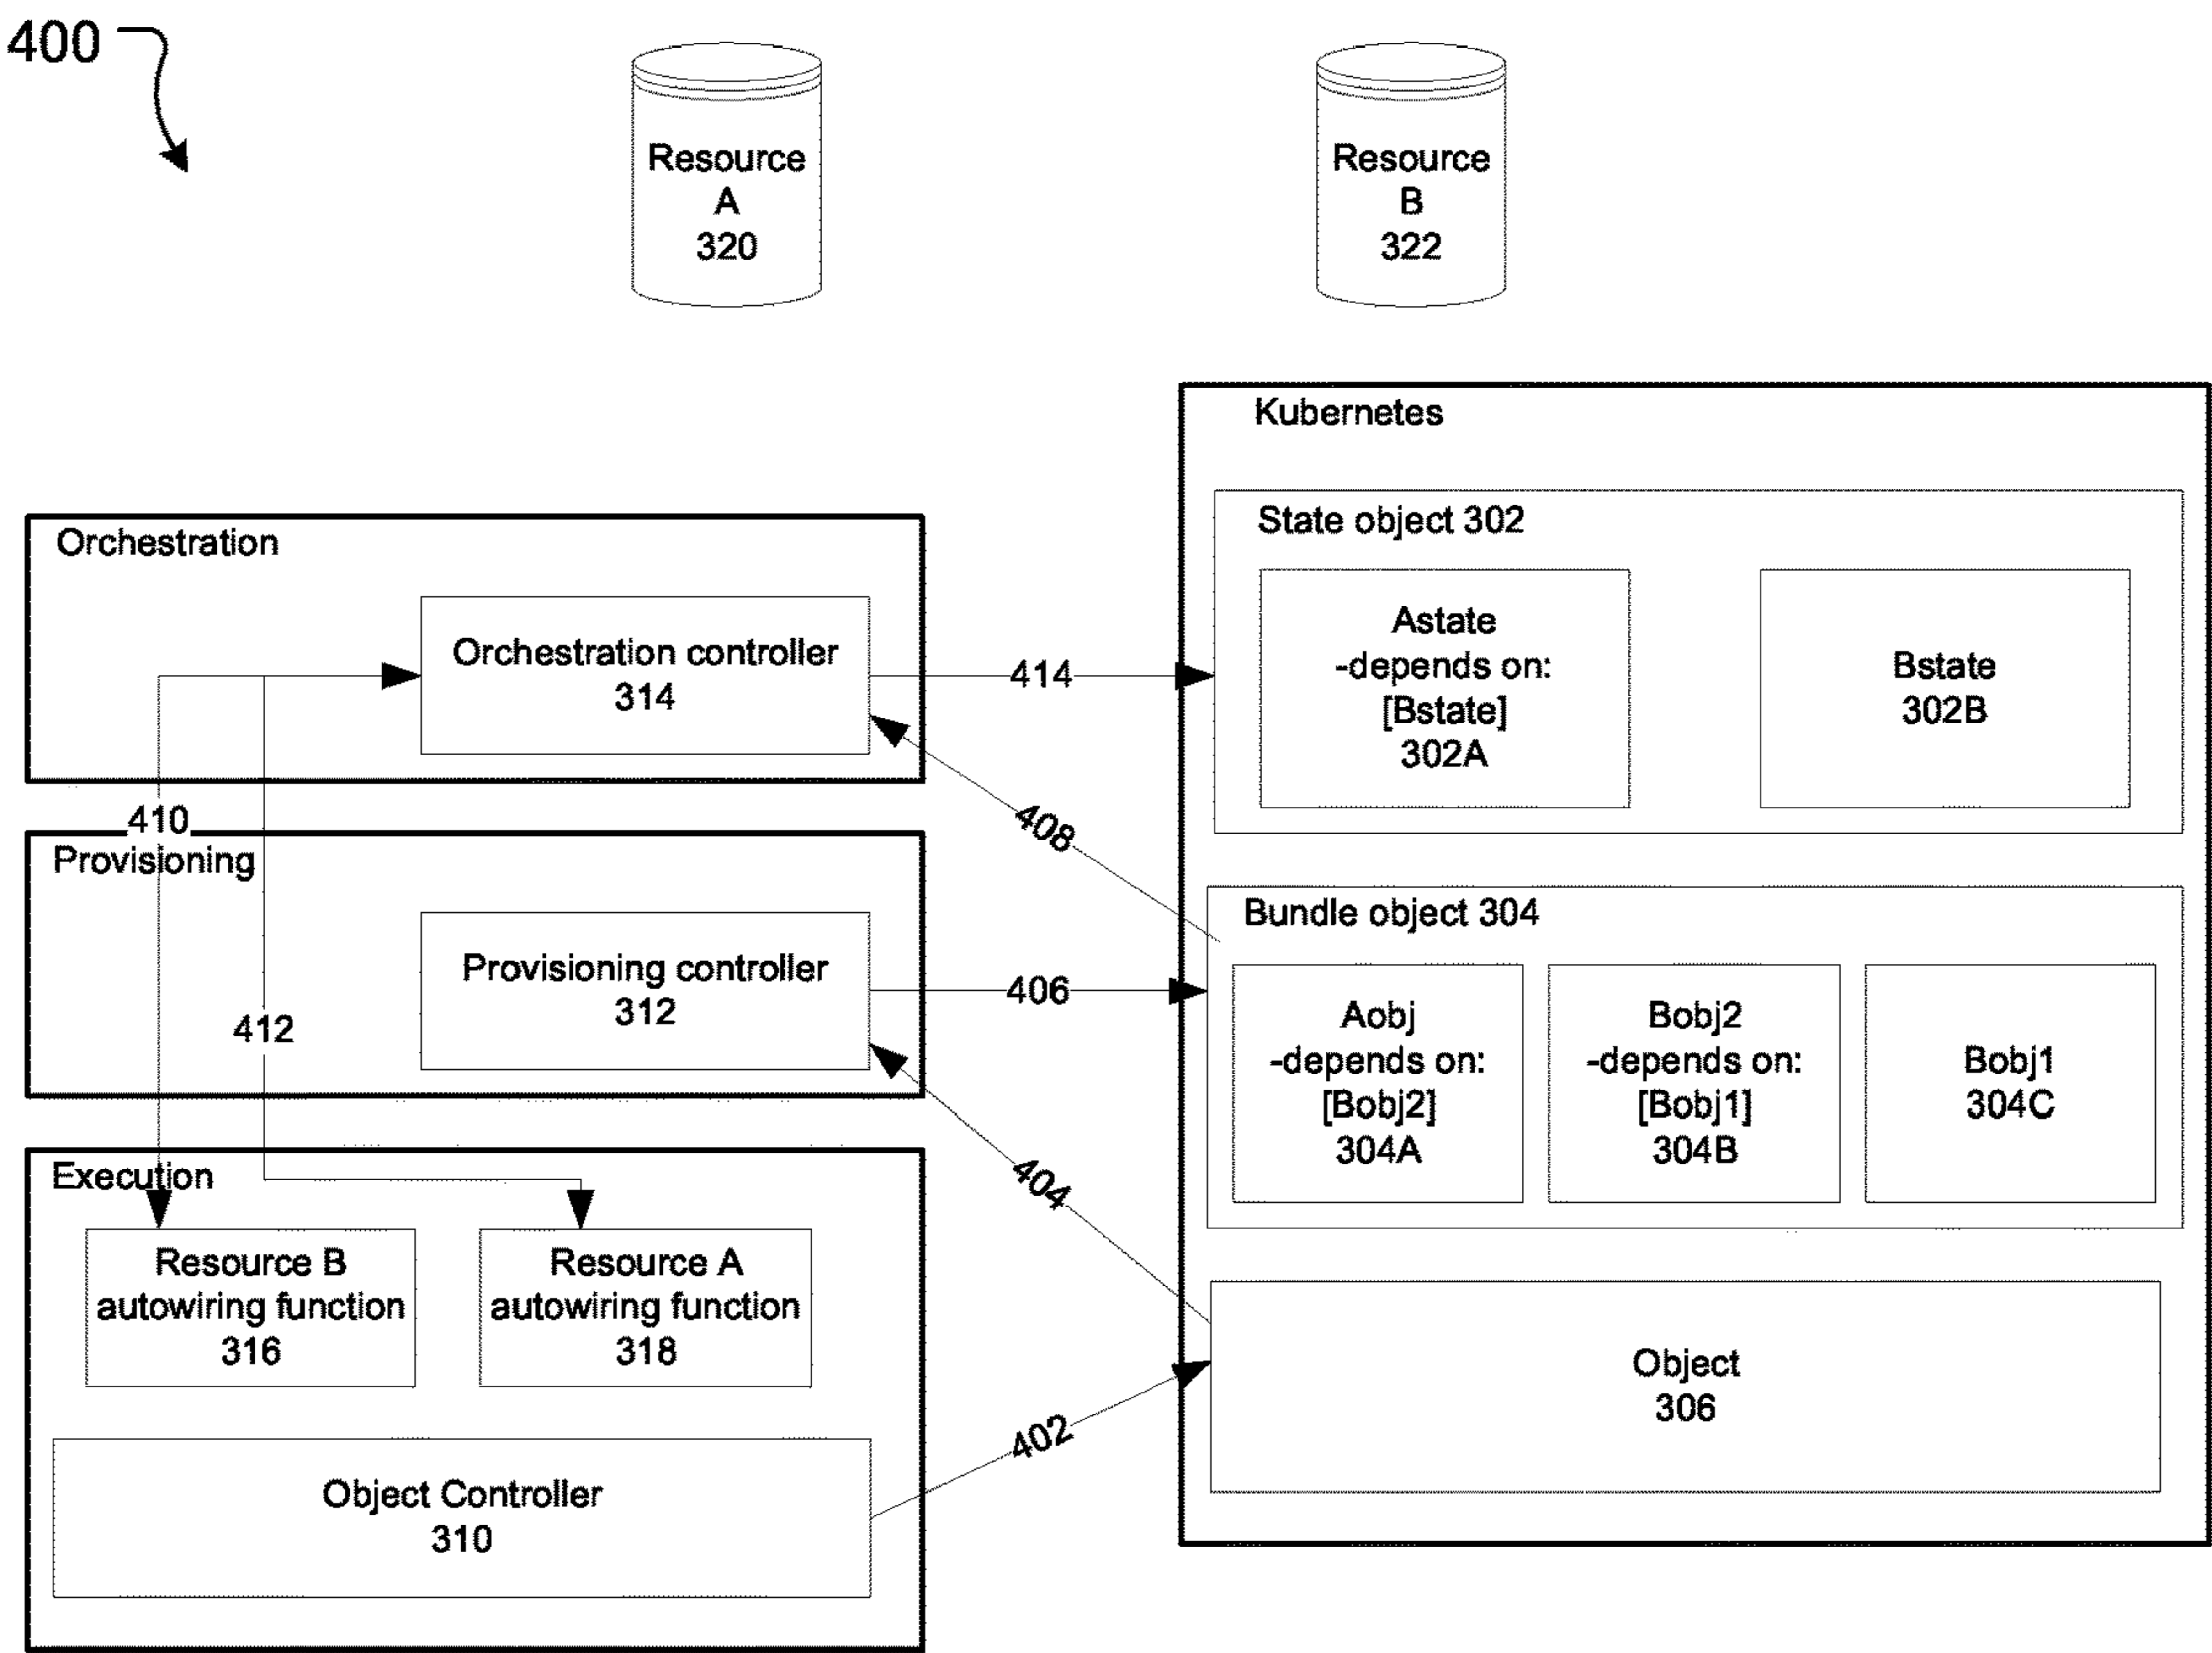 400
Resource
A
320
Resource
B
322
Kubernetes
State object 302
Astate
-depends on:
[Bstate]
302A
Bstate
302B
Orchestration
Orchestration controller
314
414
408
410
Provisioning
Provisioning controller
312
406
412
Bundle object 304
Aobj
-depends on:
[Bobj2]
304A
Bobj2
-depends on:
[Bobj1]
304B
Bobj1
304C
404
Execution
Resource B
autowiring function
316
Resource A
autowiring function
318
402
Object Controller
310
Object
306